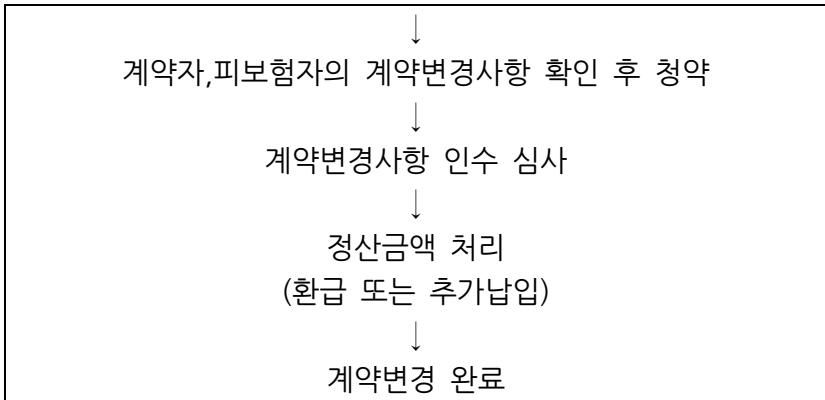 ↓
계약자,피보험자의 계약변경사항 확인 후 청약
↓
계약변경사항 인수 심사
↓
정산금액 처리
(환급 또는 추가납입)
↓
계약변경 완료